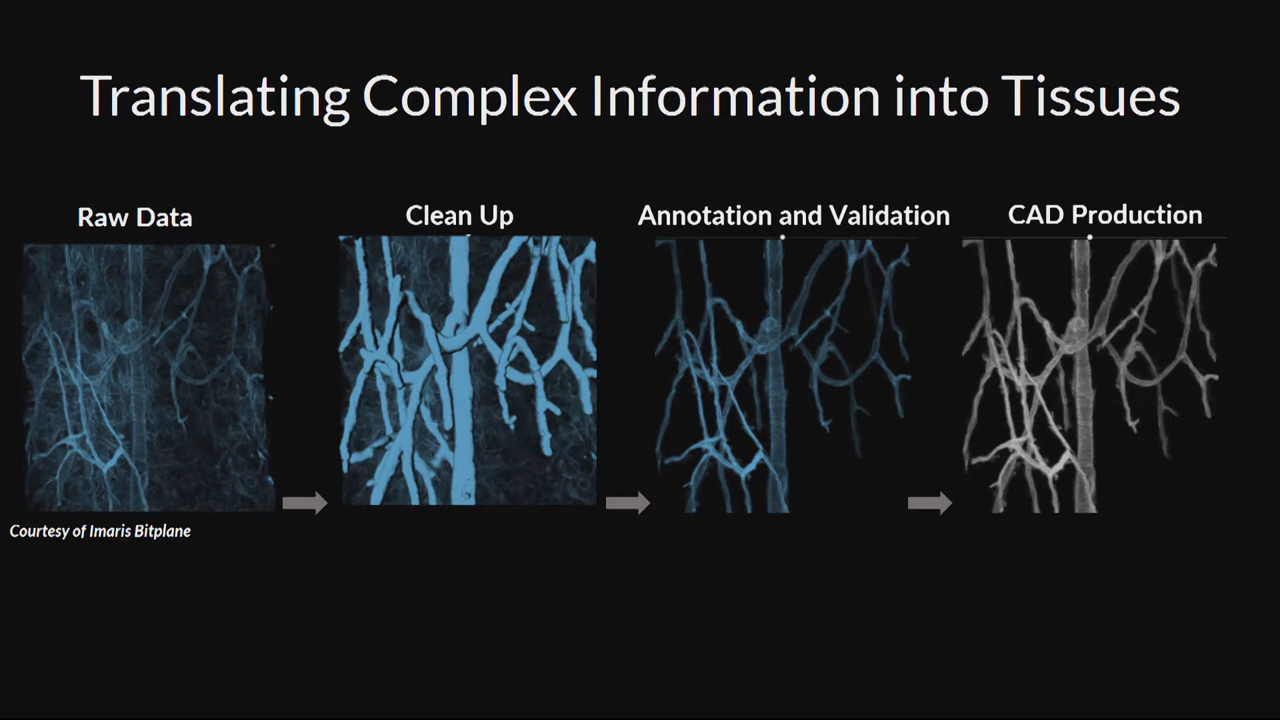 Translating Complex Information into Tissues
Raw Data
Clean Up
Annotation and Validation
CAD Production
Courtesy of Imaris Bitplane